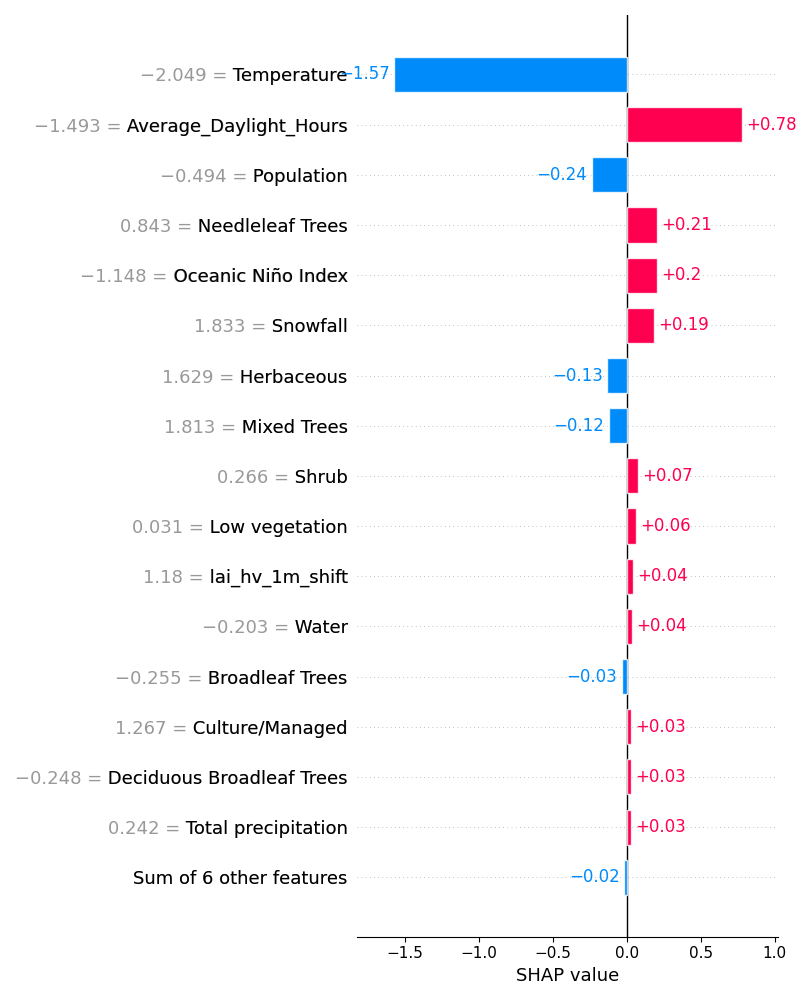 −2.049 = Temperature −1.57
−1.493 = Average_Daylight_Hours +0.78
−0.494 = Population −0.24
0.843 = Needleleaf Trees +0.21
−1.148 = Oceanic Niño Index +0.2
1.833 = Snowfall +0.19
1.629 = Herbaceous −0.13
1.813 = Mixed Trees −0.12
0.266 = Shrub +0.07
0.031 = Low vegetation +0.06
1.18 = lai_hv_1m_shift +0.04
−0.203 = Water +0.04
−0.255 = Broadleaf Trees −0.03
1.267 = Culture/Managed +0.03
−0.248 = Deciduous Broadleaf Trees +0.03
0.242 = Total precipitation +0.03
Sum of 6 other features −0.02
−1.5 −1.0 −0.5 0.0 0.5 1.0
SHAP value